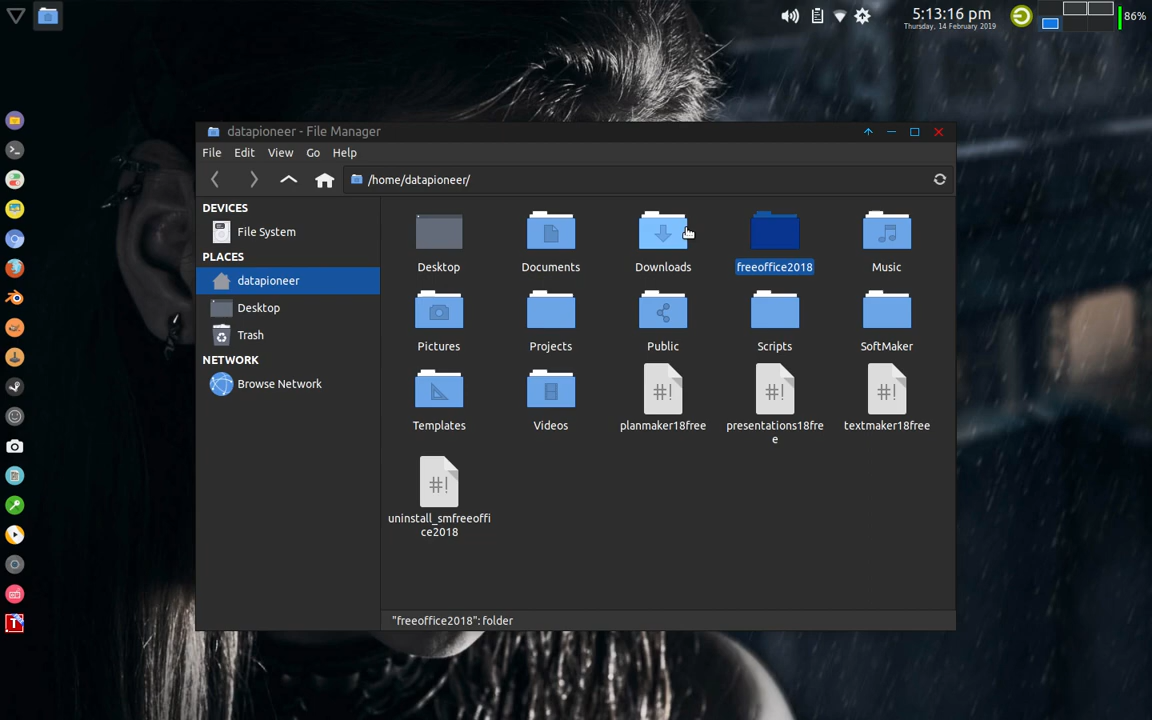 5:13:16 pm
Thursday, 14 February 2019
86%
datapioneer - File Manager
File Edit View Go Help
/home/datapioneer/
DEVICES
File System
PLACES
datapioneer
Desktop
Trash
NETWORK
Browse Network
Desktop Documents Downloads freeoffice2018 Music
Pictures Projects Public Scripts SoftMaker
#! #! #!
Templates Videos planmaker18free presentations18fre textmaker18free
e
#!
uninstall_smfreeoffi
ce2018
"freeoffice2018": folder
T